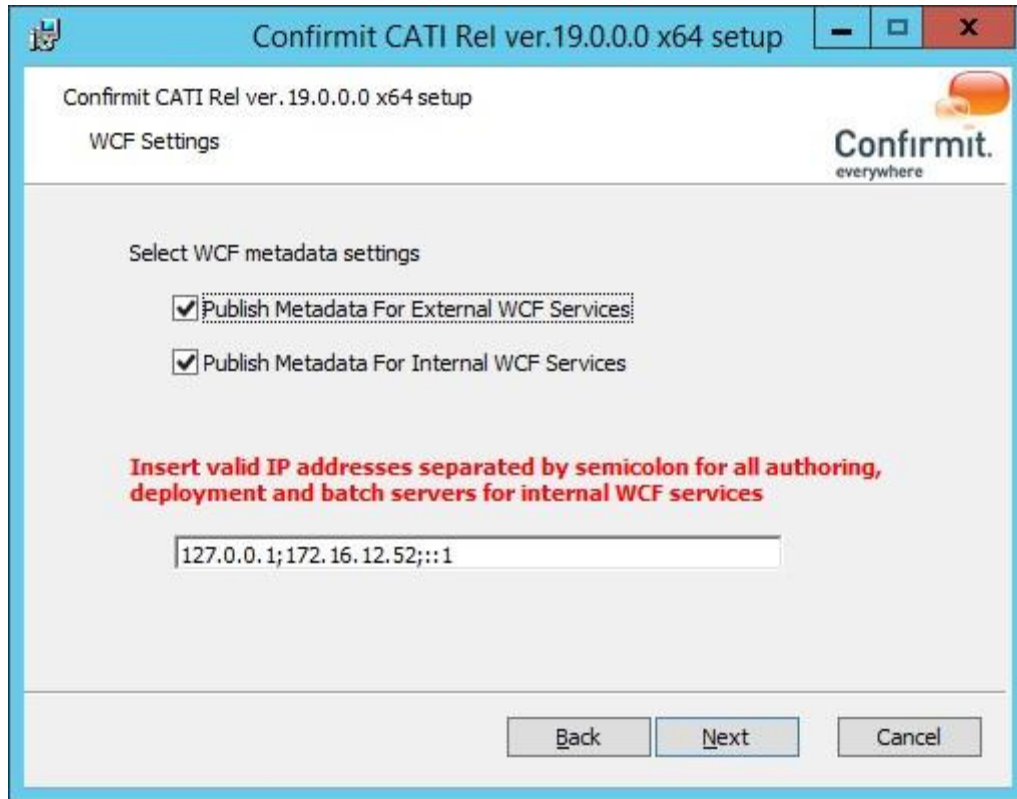 Confirmit CATI Rel ver.19.0.0.0 x64 setup
Confirmit CATI Rel ver.19.0.0.0 x64 setup
WCF Settings
Confirmit.
everywhere
Select WCF metadata settings
Publish Metadata For External WCF Services
Publish Metadata For Internal WCF Services
Insert valid IP addresses separated by semicolon for all authoring,
deployment and batch servers for internal WCF services
127.0.0.1;172.16.12.52;::1
Back Next Cancel